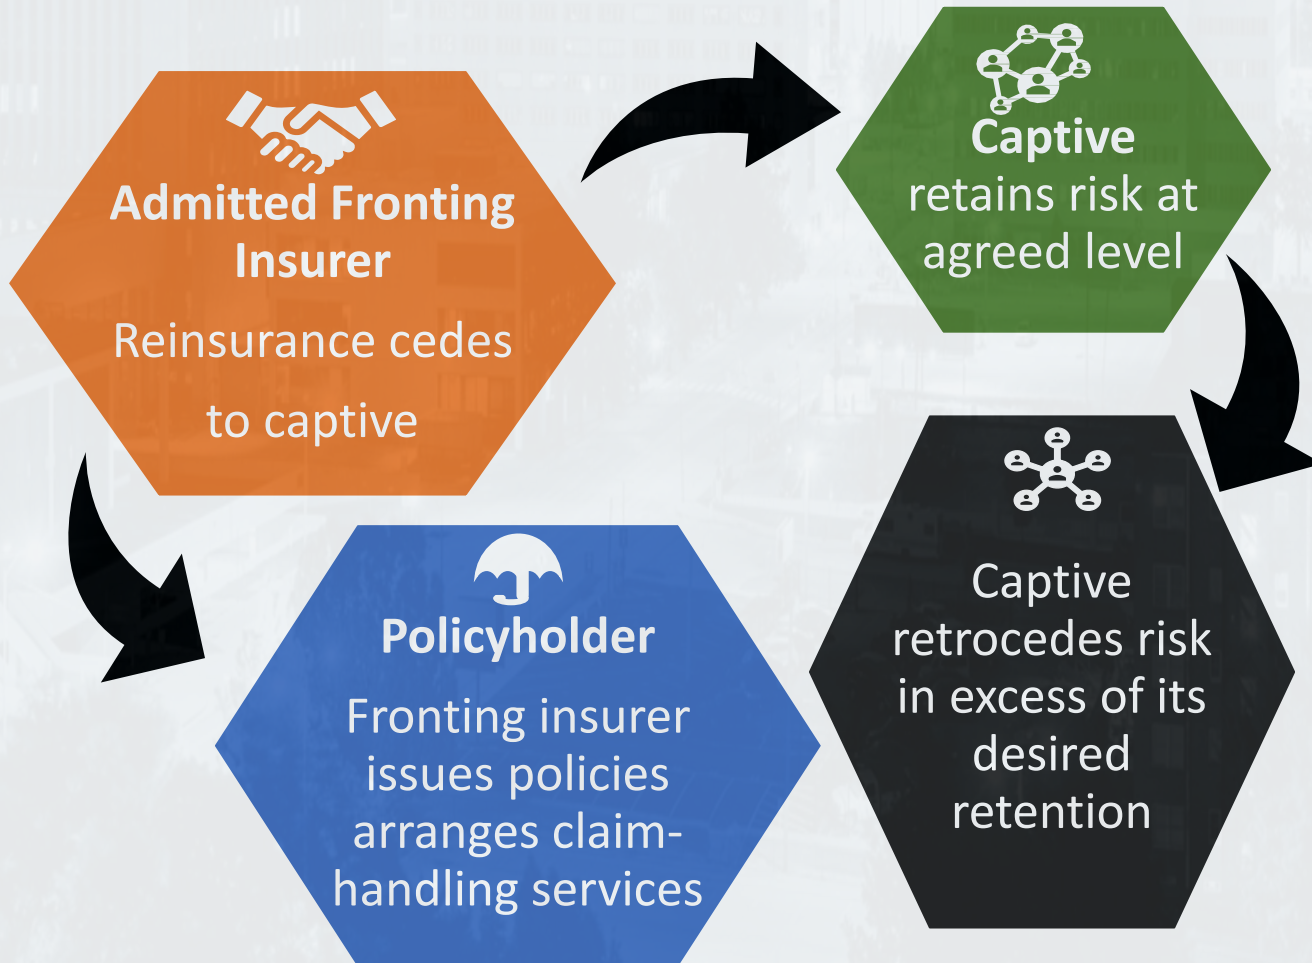 Admitted Fronting
Insurer
Reinsurance cedes
to captive
Captive
retains risk at
agreed level
Policyholder
Fronting insurer
issues policies
arranges claim-
handling services
Captive
retrocedes risk
in excess of its
desired
retention